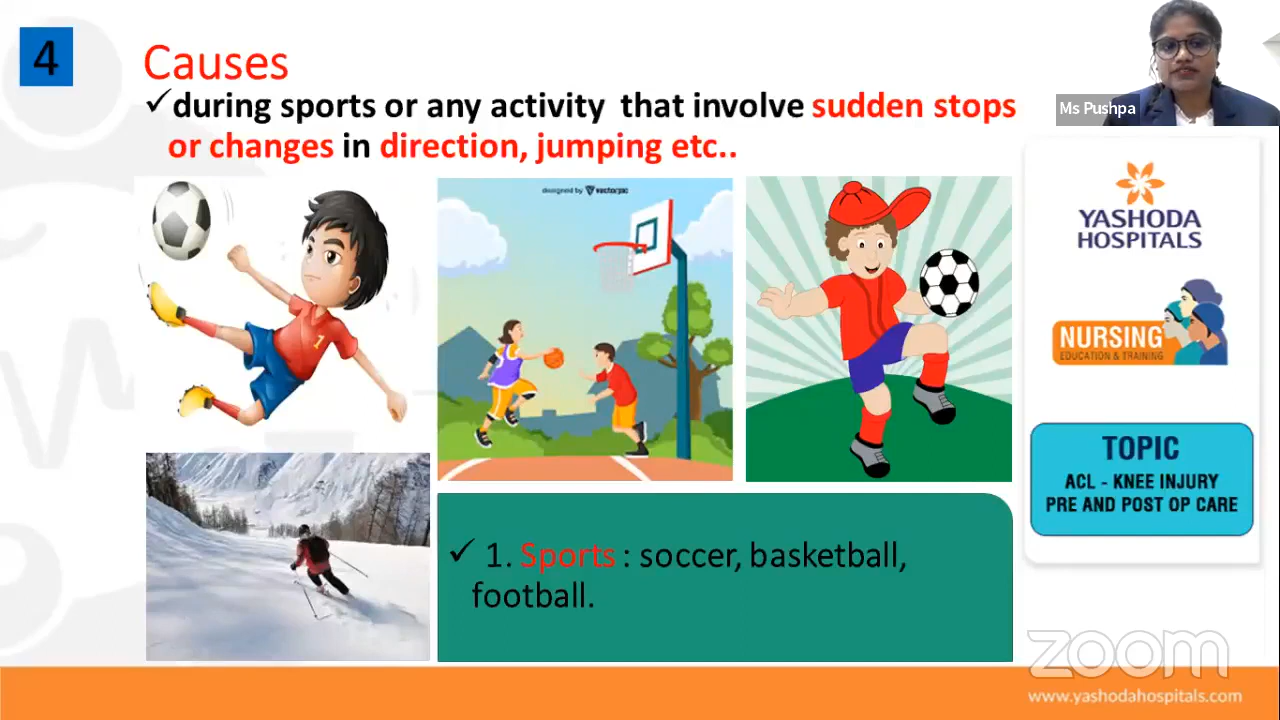 4
Causes
✓during sports or any activity that involve sudden stops
or changes in direction, jumping etc..
Ms Pushpa
designed by vectorjac
1
YASHODA
HOSPITALS
NURSING
EDUCATION & TRAINING
TOPIC
ACL - KNEE INJURY
PRE AND POST OP CARE
✓ 1. Sports : soccer, basketball,
football.
zoom
www.yashodahospitals.com